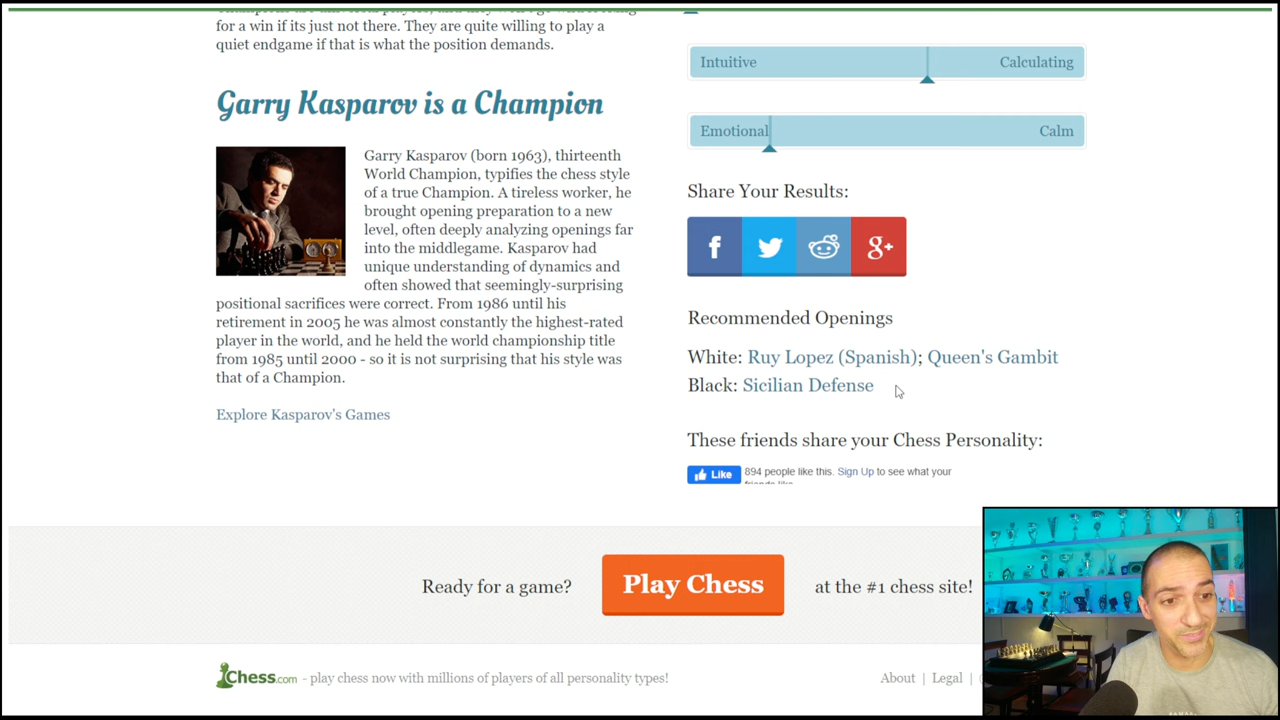 for a win if its just not there. They are quite willing to play a
quiet endgame if that is what the position demands.
Garry Kasparov is a Champion
Garry Kasparov (born 1963), thirteenth
World Champion, typifies the chess style
of a true Champion. A tireless worker, he
brought opening preparation to a new
level, often deeply analyzing openings far
into the middlegame. Kasparov had
unique understanding of dynamics and
often showed that seemingly-surprising
positional sacrifices were correct. From 1986 until his
retirement in 2005 he was almost constantly the highest-rated
player in the world, and he held the world championship title
from 1985 until 2000 - so it is not surprising that his style was
that of a Champion.
Explore Kasparov's Games
Intuitive Calculating
Emotional Calm
Share Your Results:
f g+
Recommended Openings
White: Ruy Lopez (Spanish); Queen's Gambit
Black: Sicilian Defense
These friends share your Chess Personality:
Like 894 people like this. Sign Up to see what your
Ready for a game? Play Chess at the #1 chess site!
Chess.com - play chess now with millions of players of all personality types!
About | Legal |